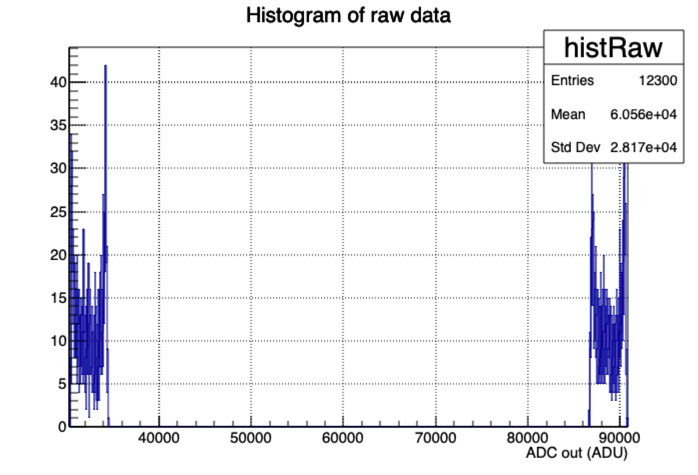 Histogram of raw data
histRaw
Entries 12300
Mean 6.056e+04
Std Dev 2.817e+04
40
35
30
25
20
15
10
5
0
40000 50000 60000 70000 80000 90000
ADC out (ADU)